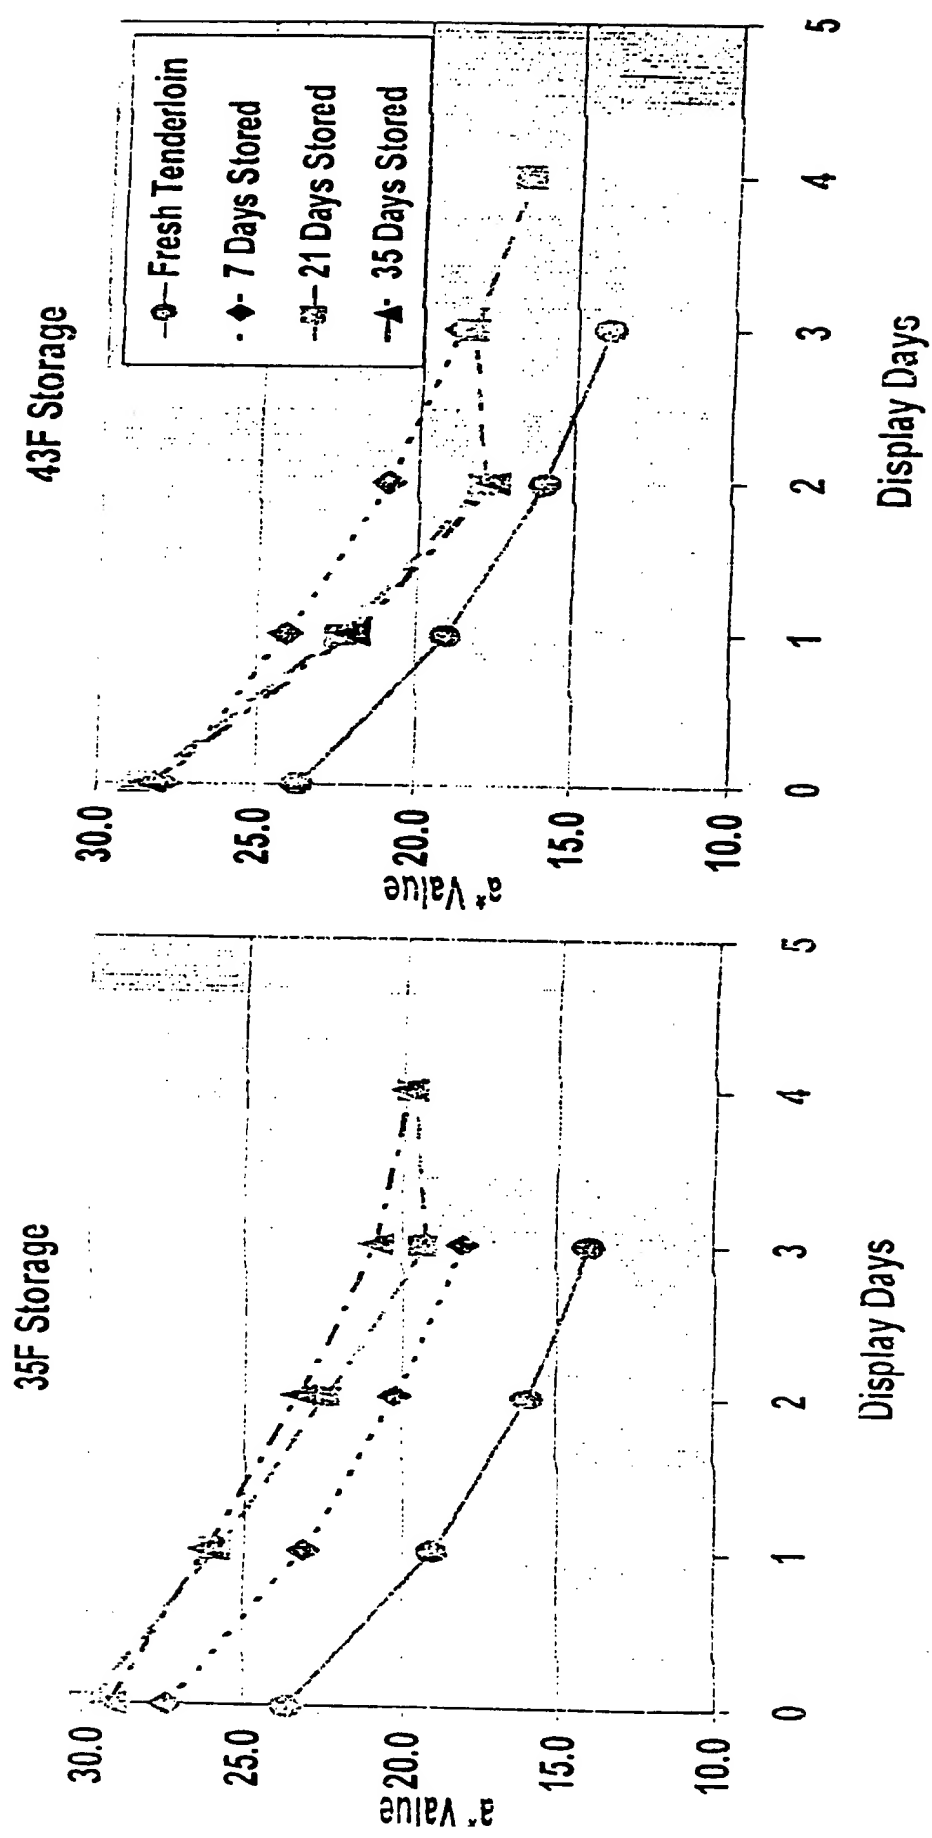 35F Storage
30.0
25.0
20.0
15.0
10.0
a* Value
0
1
2
3
4
5
Display Days
43F Storage
30.0
25.0
20.0
15.0
10.0
a* Value
0
1
2
3
4
5
Display Days
Fresh Tenderloin
7 Days Stored
21 Days Stored
35 Days Stored